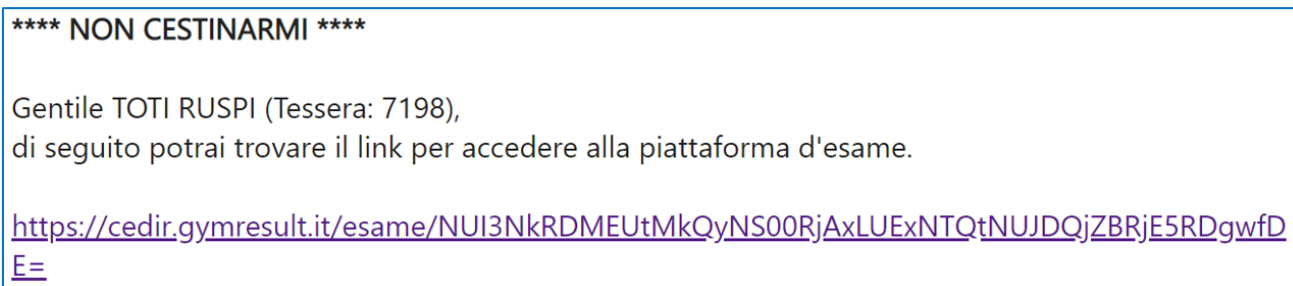 **** NON CESTINARMI ****
Gentile TOTI RUSPI (Tessera: 7198),
di seguito potrai trovare il link per accedere alla piattaforma d'esame.
https://cedir.gymresult.it/esame/NUI3NkRDMEUtMkQyNS00RjAxLUExNTQtNUJDQjZBRjE5RDgwfD
E=